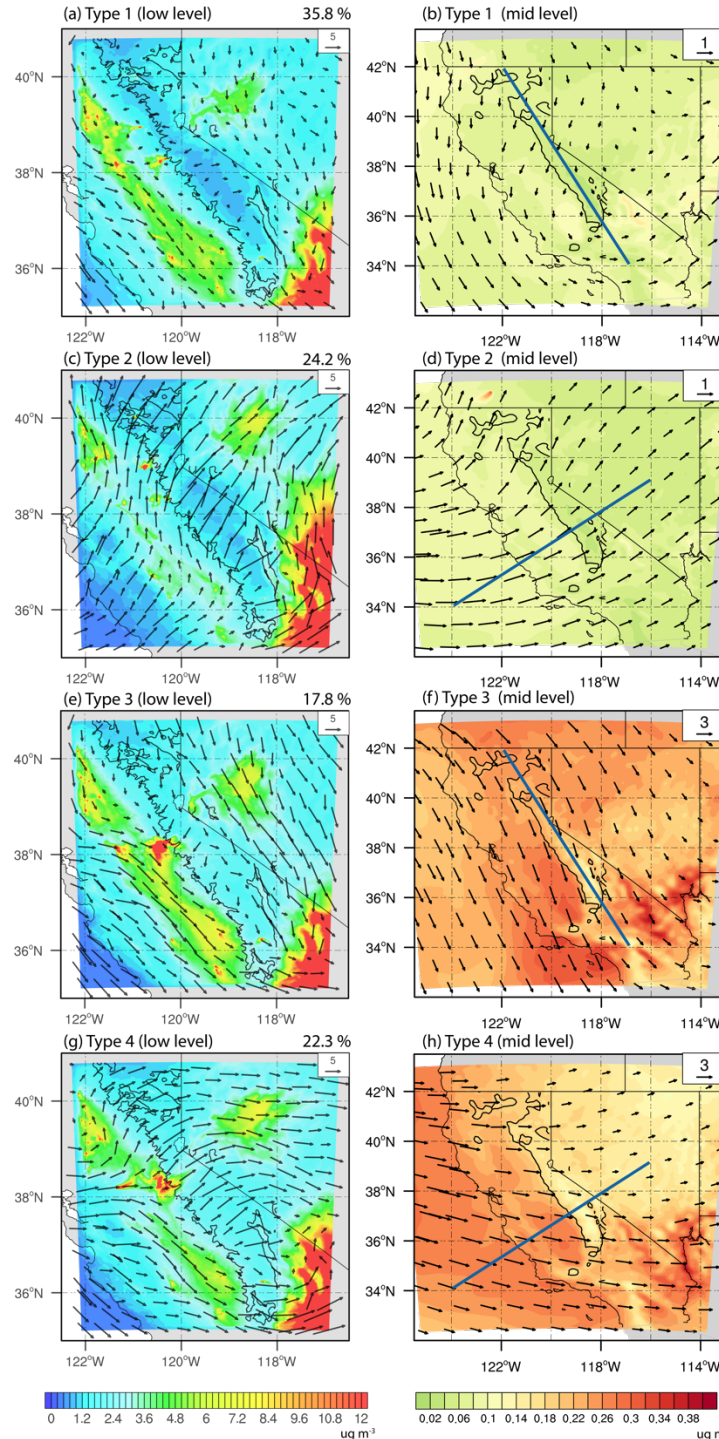 (a) Type 1 (low level) 35.8 %
5
40°N
38°N
36°N
122°W 120°W 118°W
(b) Type 1 (mid level)
1
42°N
40°N
38°N
36°N
34°N
122°W 118°W 114°W
(c) Type 2 (low level) 24.2 %
5
40°N
38°N
36°N
122°W 120°W 118°W
(d) Type 2 (mid level)
1
42°N
40°N
38°N
36°N
34°N
122°W 118°W 114°W
(e) Type 3 (low level) 17.8 %
5
40°N
38°N
36°N
122°W 120°W 118°W
(f) Type 3 (mid level)
3
42°N
40°N
38°N
36°N
34°N
122°W 118°W 114°W
(g) Type 4 (low level) 22.3 %
5
40°N
38°N
36°N
122°W 120°W 118°W
(h) Type 4 (mid level)
3
42°N
40°N
38°N
36°N
34°N
122°W 118°W 114°W
0 1.2 2.4 3.6 4.8 6 7.2 8.4 9.6 10.8 12
ug m⁻³
0.02 0.06 0.1 0.14 0.18 0.22 0.26 0.3 0.34 0.38
ug